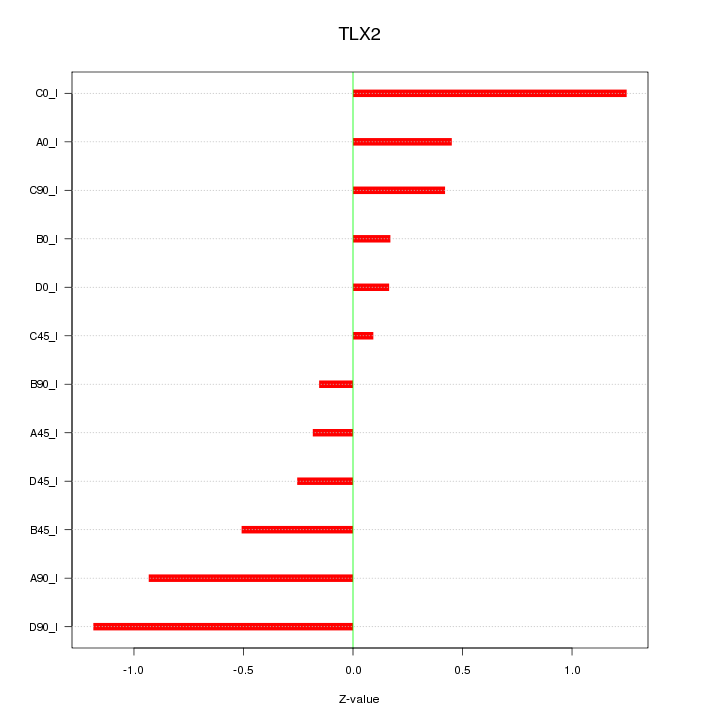 TLX2
C0_I
A0_I
C90_I
B0_I
D0_I
C45_I
B90_I
A45_I
D45_I
B45_I
A90_I
D90_I
-1.0 -0.5 0.0 0.5 1.0
Z-value